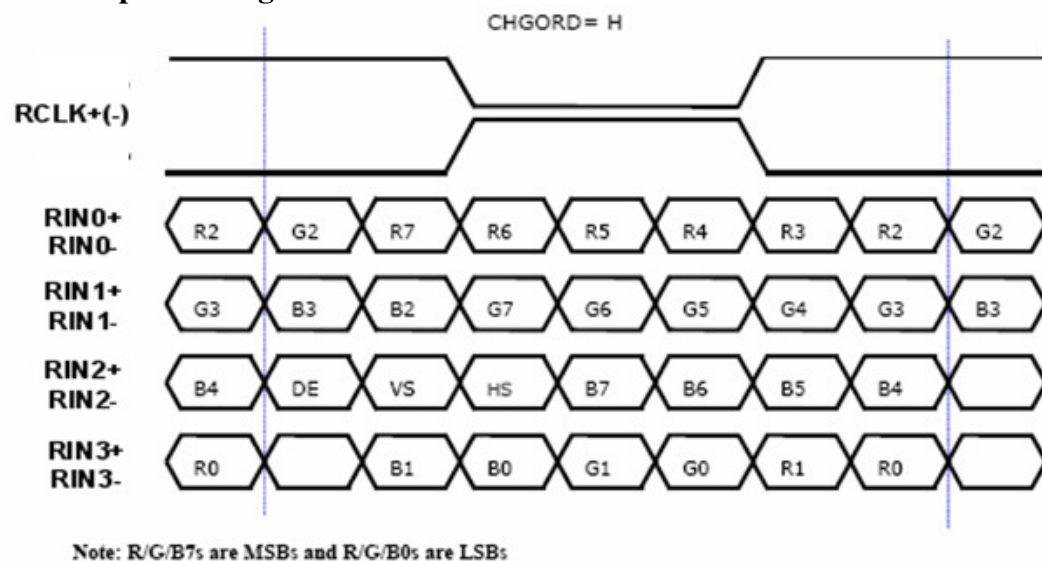 CHGORD= H
RCLK+(-)
RIN0+
RIN0-
R2 G2 R7 R6 R5 R4 R3 R2 G2
RIN1+
RIN1-
G3 B3 B2 G7 G6 G5 G4 G3 B3
RIN2+
RIN2-
B4 DE VS HS B7 B6 B5 B4
RIN3+
RIN3-
R0 B1 B0 G1 G0 R1 R0
Note: R/G/B7s are MSBs and R/G/B0s are LSBs